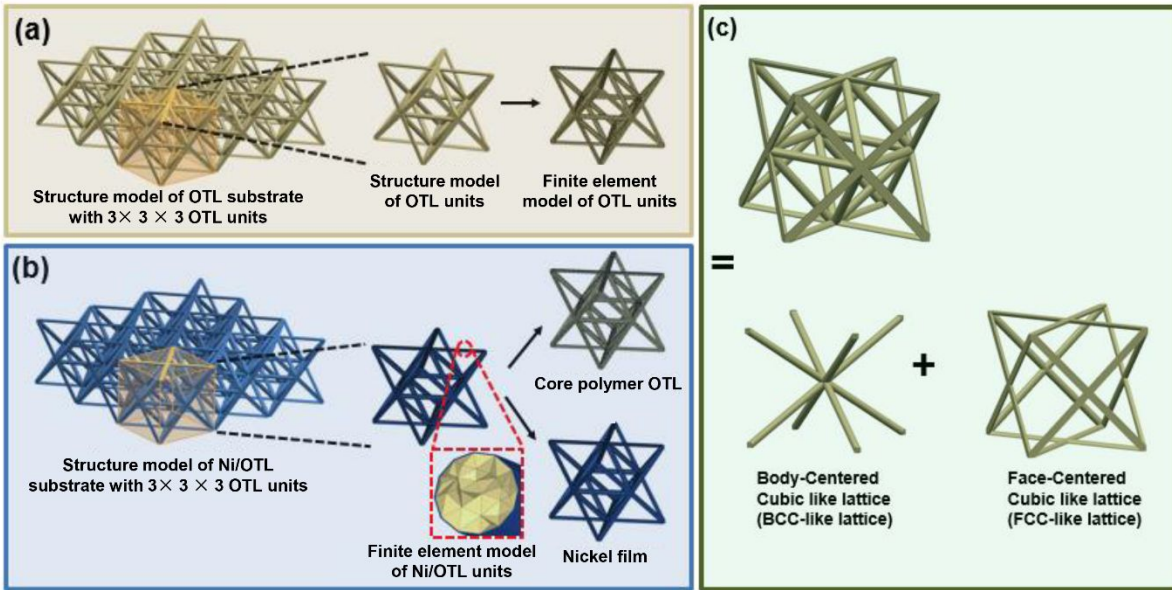 (a)
Structure model of OTL substrate
with 3× 3 × 3 OTL units
Structure model
of OTL units
Finite element
model of OTL units
(b)
Structure model of Ni/OTL
substrate with 3× 3 × 3 OTL units
Core polymer OTL
Finite element model
of Ni/OTL units
Nickel film
(c)
=
+
Body-Centered
Cubic like lattice
(BCC-like lattice)
Face-Centered
Cubic like lattice
(FCC-like lattice)